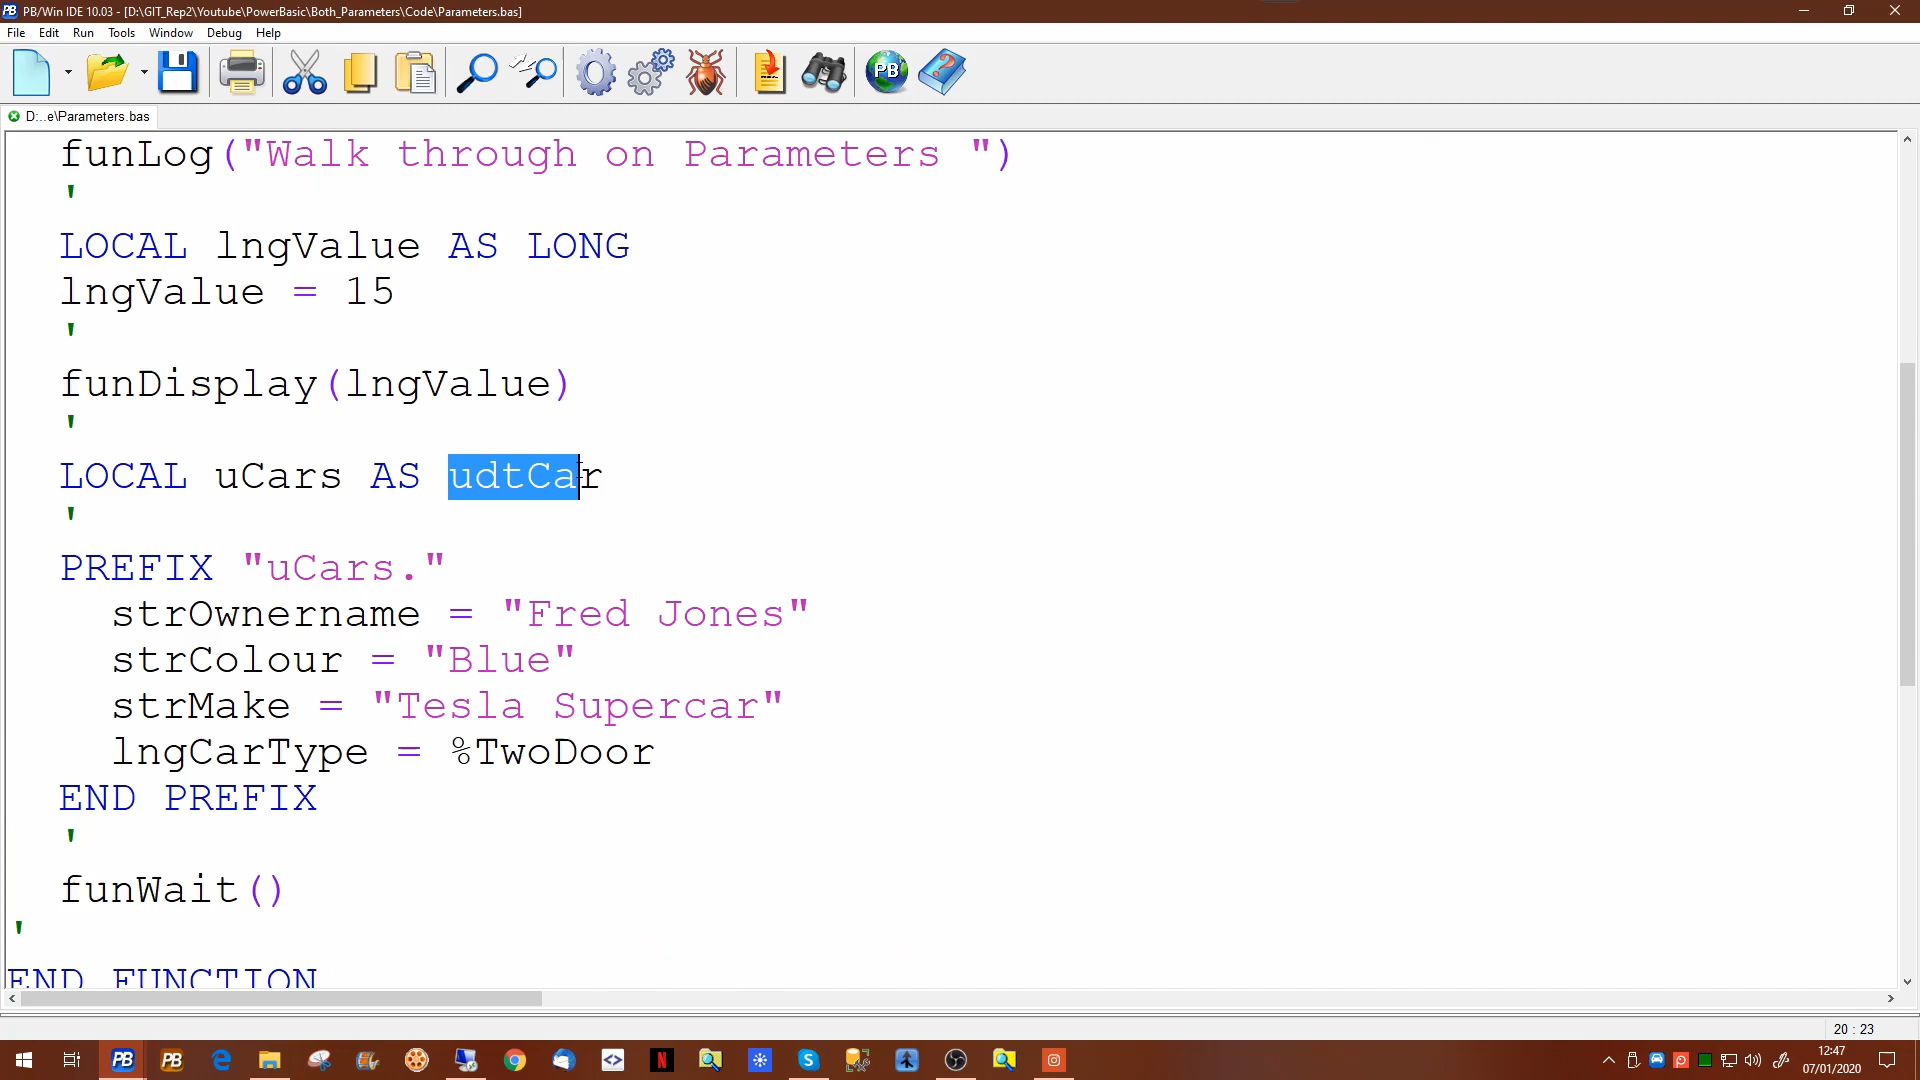 PB/Win IDE 10.03 - [D:\GIT_Rep2\Youtube\PowerBasic\Both_Parameters\Code\Parameters.bas]
File Edit Run Tools Window Debug Help
D:..e\Parameters.bas
funLog("Walk through on Parameters ")
'
LOCAL lngValue AS LONG
lngValue = 15
'
funDisplay(lngValue)
'
LOCAL uCars AS udtCar
'
PREFIX "uCars."
strOwnername = "Fred Jones"
strColour = "Blue"
strMake = "Tesla Supercar"
lngCarType = %TwoDoor
END PREFIX
'
funWait()
'
END FUNCTION
20 : 23
12:47
07/01/2020